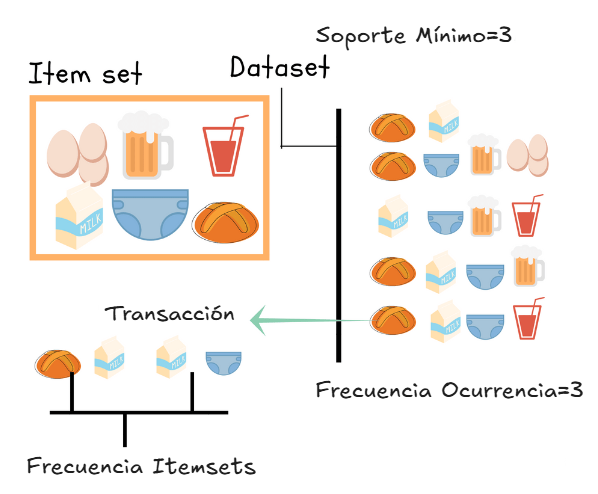 Soporte Mínimo=3
Item set
Dataset
MILK
MILK
MILK
MILK
Transacción
MILK
MILK
MILK
Frecuencia Ocurrencia=3
Frecuencia Itemsets